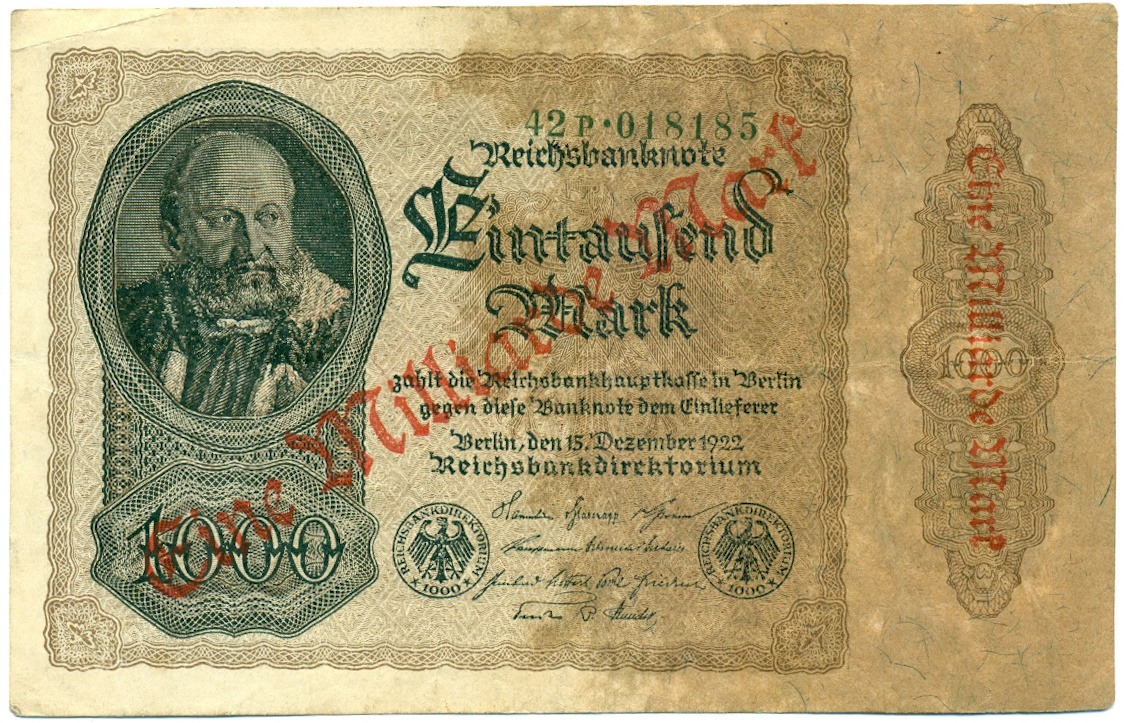 42P·018185
Reichsbanknote
Eintausend
Mark
zahlt die Reichsbankhauptkasse in Berlin
gegen diese Banknote dem Einlieferer
Berlin, den 15. Dezember 1922
Reichsbankdirektorium
Eine Milliarde Mark
1000
REICHSBANKDIREKTORIUM
1000
REICHSBANKDIREKTORIUM
1000
Eine Milliarde Mark
1000